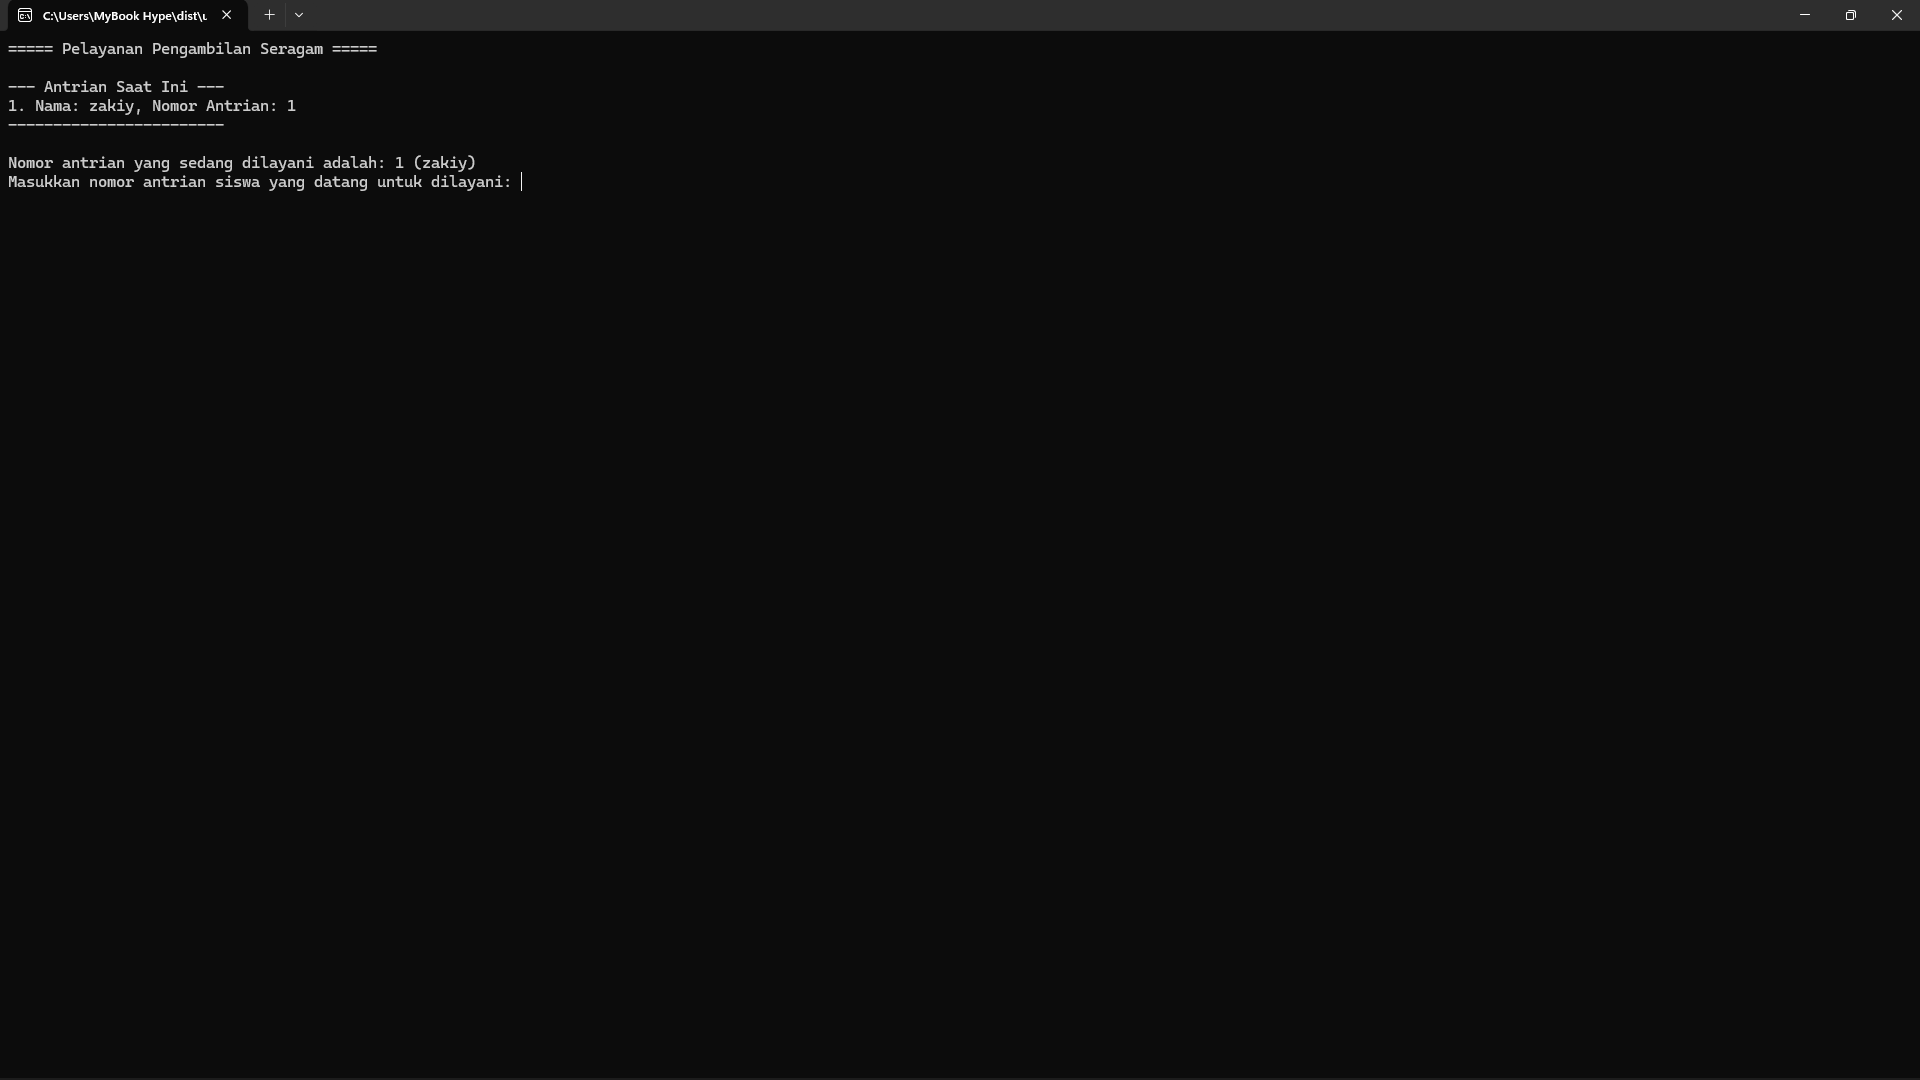 C:\Users\MyBook Hype\dist\u
===== Pelayanan Pengambilan Seragam =====
--- Antrian Saat Ini ---
1. Nama: zakiy, Nomor Antrian: 1
------------------------
Nomor antrian yang sedang dilayani adalah: 1 (zakiy)
Masukkan nomor antrian siswa yang datang untuk dilayani: